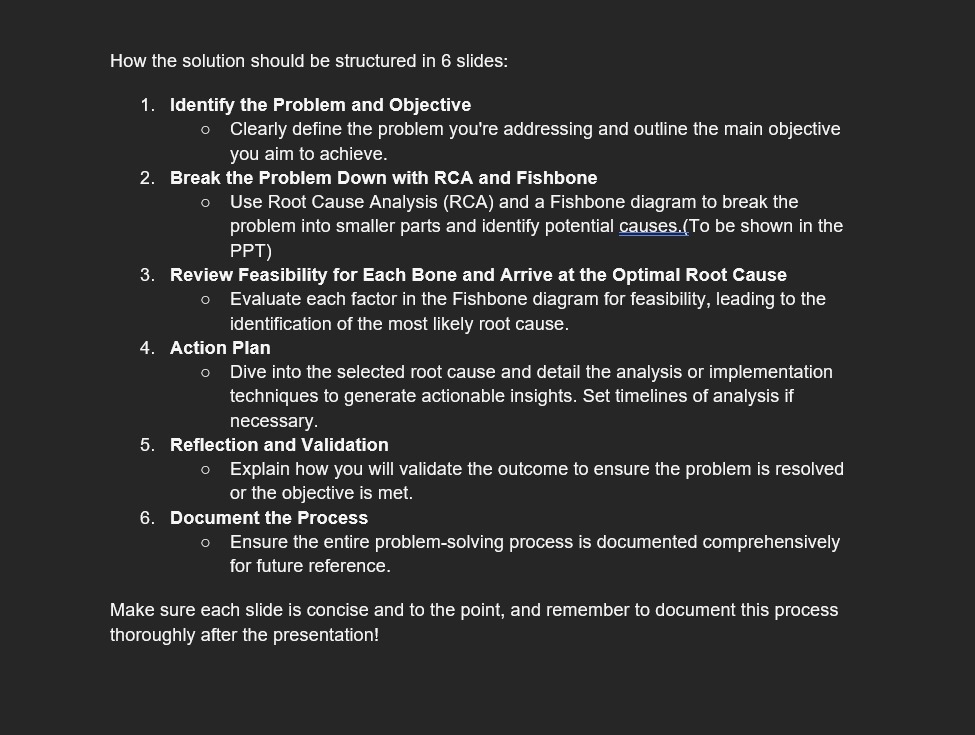 How the solution should be structured in 6 slides:
1. Identify the Problem and Objective
○ Clearly define the problem you're addressing and outline the main objective
you aim to achieve.
2. Break the Problem Down with RCA and Fishbone
○ Use Root Cause Analysis (RCA) and a Fishbone diagram to break the
problem into smaller parts and identify potential causes.(To be shown in the
PPT)
3. Review Feasibility for Each Bone and Arrive at the Optimal Root Cause
○ Evaluate each factor in the Fishbone diagram for feasibility, leading to the
identification of the most likely root cause.
4. Action Plan
○ Dive into the selected root cause and detail the analysis or implementation
techniques to generate actionable insights. Set timelines of analysis if
necessary.
5. Reflection and Validation
○ Explain how you will validate the outcome to ensure the problem is resolved
or the objective is met.
6. Document the Process
○ Ensure the entire problem-solving process is documented comprehensively
for future reference.
Make sure each slide is concise and to the point, and remember to document this process
thoroughly after the presentation!